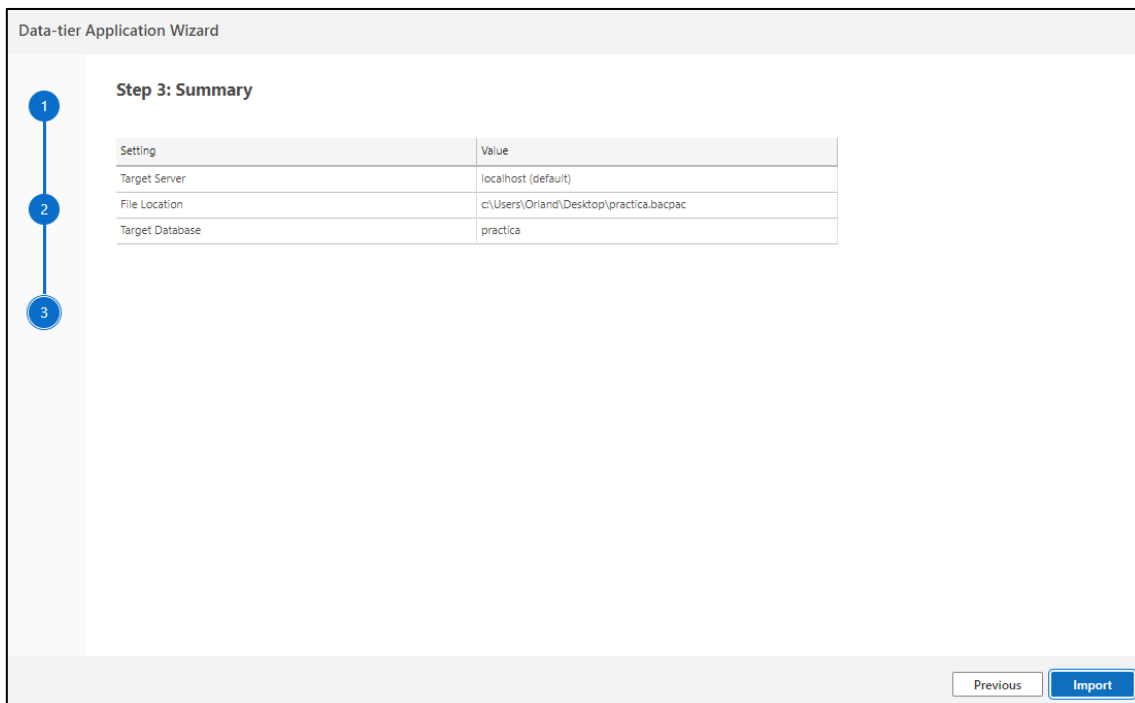 Data-tier Application Wizard
Step 3: Summary
1
2
3
Setting Value
Target Server localhost (default)
File Location c:\Users\Orland\Desktop\practica.bacpac
Target Database practica
Previous Import